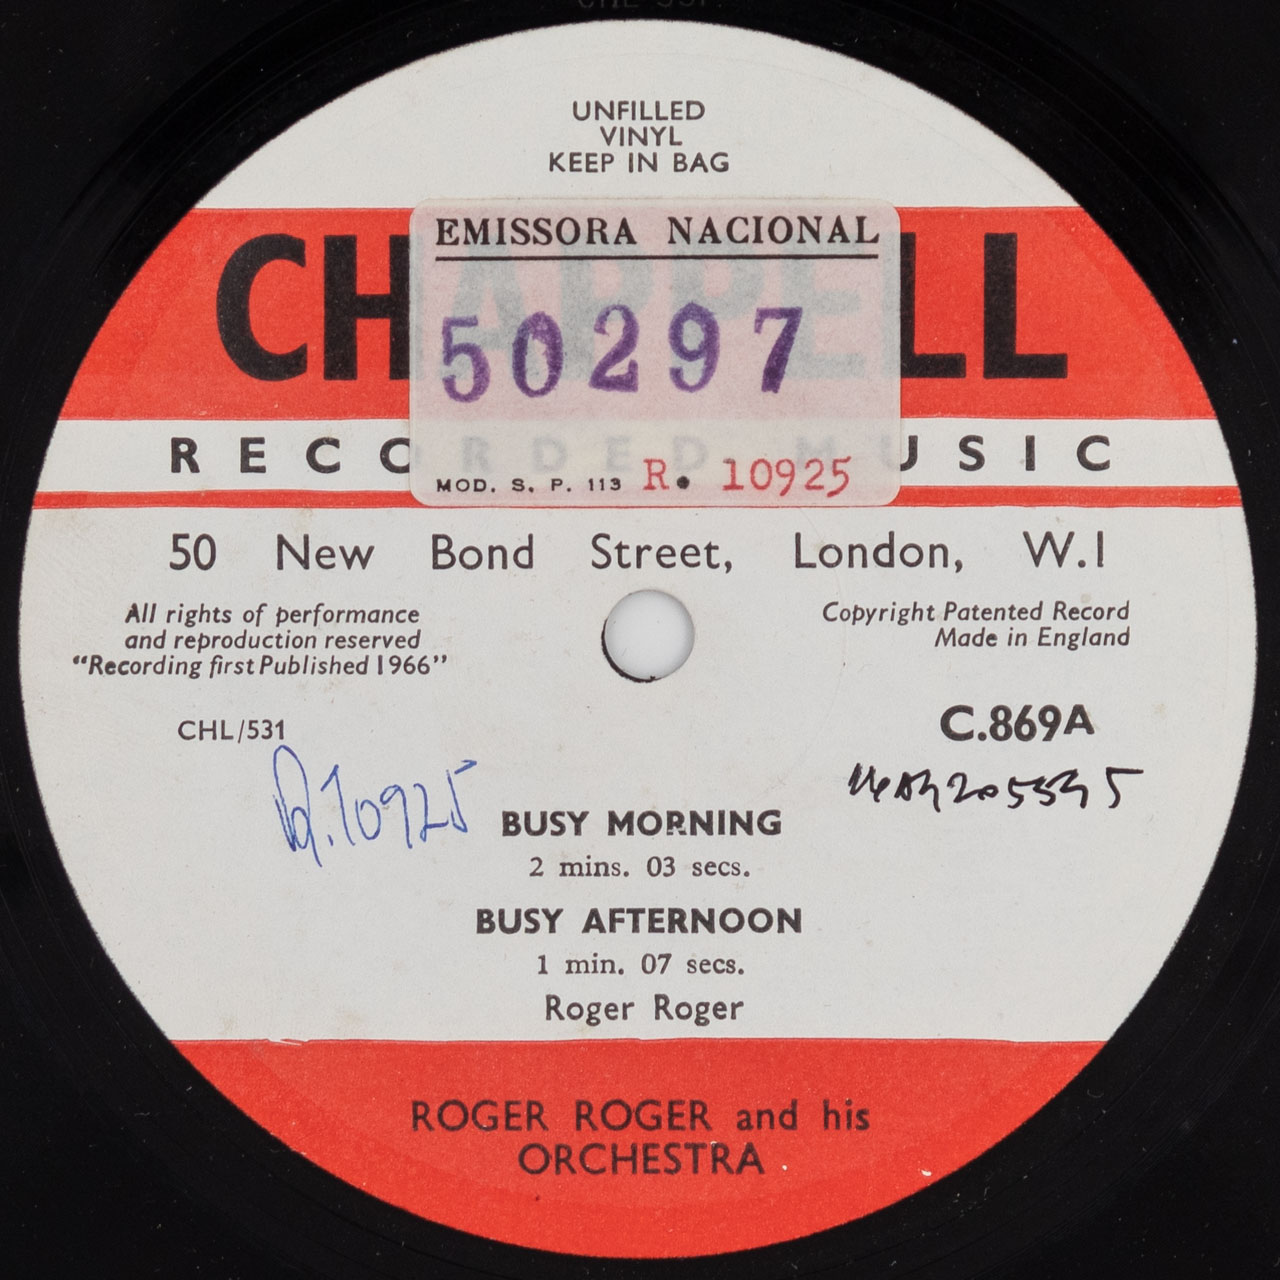 UNFILLED
VINYL
KEEP IN BAG
EMISSORA NACIONAL
CHAPPELL
50297
RECORDED MUSIC
MOD. S. P. 113 R. 10925
50 New Bond Street, London, W.1
All rights of performance
and reproduction reserved
"Recording first Published 1966"
Copyright Patented Record
Made in England
CHL/531
C.869A
R.10925
BUSY MORNING
2 mins. 03 secs.
BUSY AFTERNOON
1 min. 07 secs.
Roger Roger
ROGER ROGER and his
ORCHESTRA